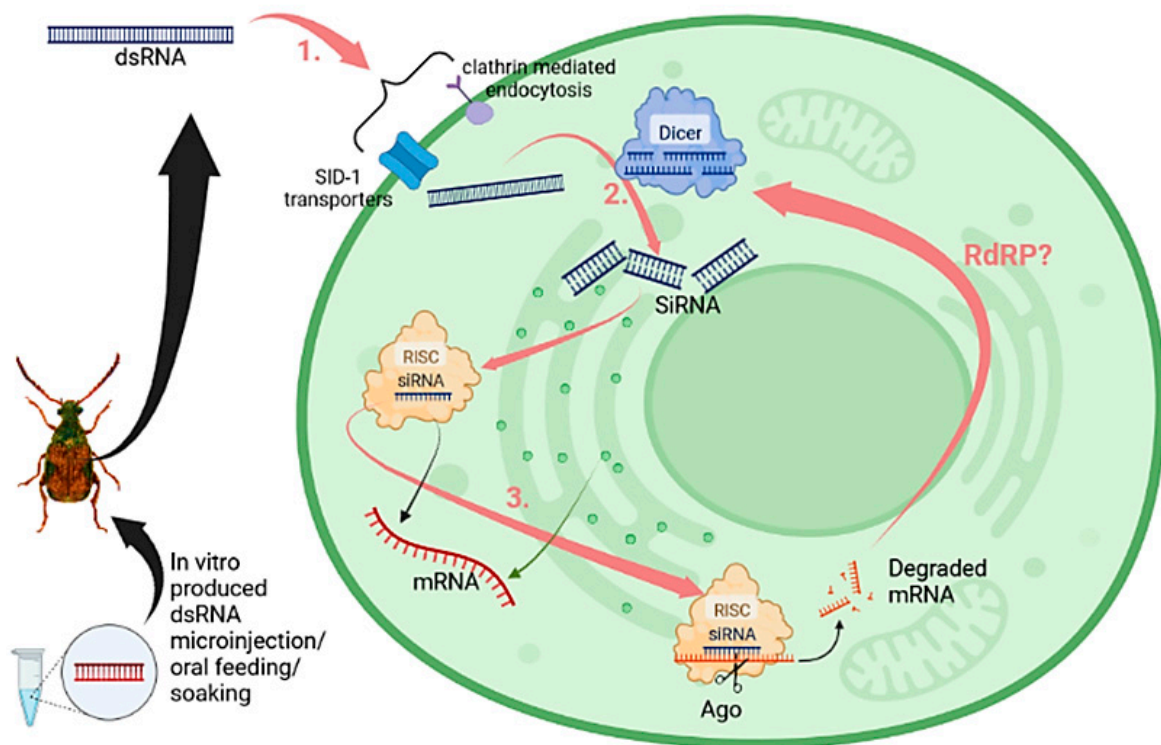 dsRNA
1.
clathrin mediated
endocytosis
SID-1
transporters
Dicer
2.
SiRNA
RdRP?
RISC
siRNA
3.
mRNA
In vitro
produced
dsRNA
microinjection/
oral feeding/
soaking
RISC
siRNA
Ago
Degraded
mRNA